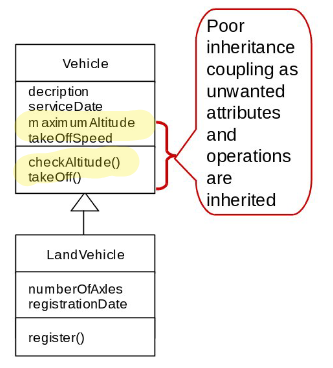 Vehicle
decription
serviceDate
maximumAltitude
takeOffSpeed
checkAltitude()
takeOff()
LandVehicle
numberOfAxles
registrationDate
register()
Poor
inheritance
coupling as
unwanted
attributes
and
operations
are
inherited